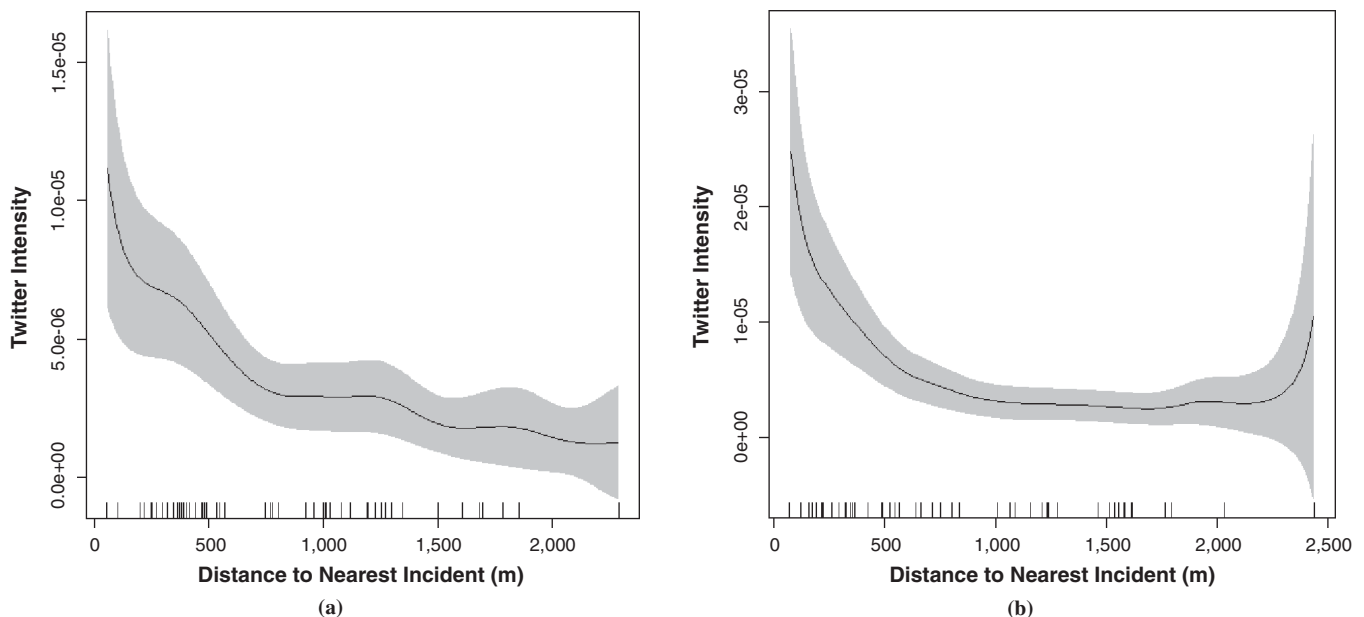 1.5e-05
1.0e-05
5.0e-06
0.0e+00
Twitter Intensity
0 500 1,000 1,500 2,000
Distance to Nearest Incident (m)
(a)
3e-05
2e-05
1e-05
0e+00
Twitter Intensity
0 500 1,000 1,500 2,000 2,500
Distance to Nearest Incident (m)
(b)